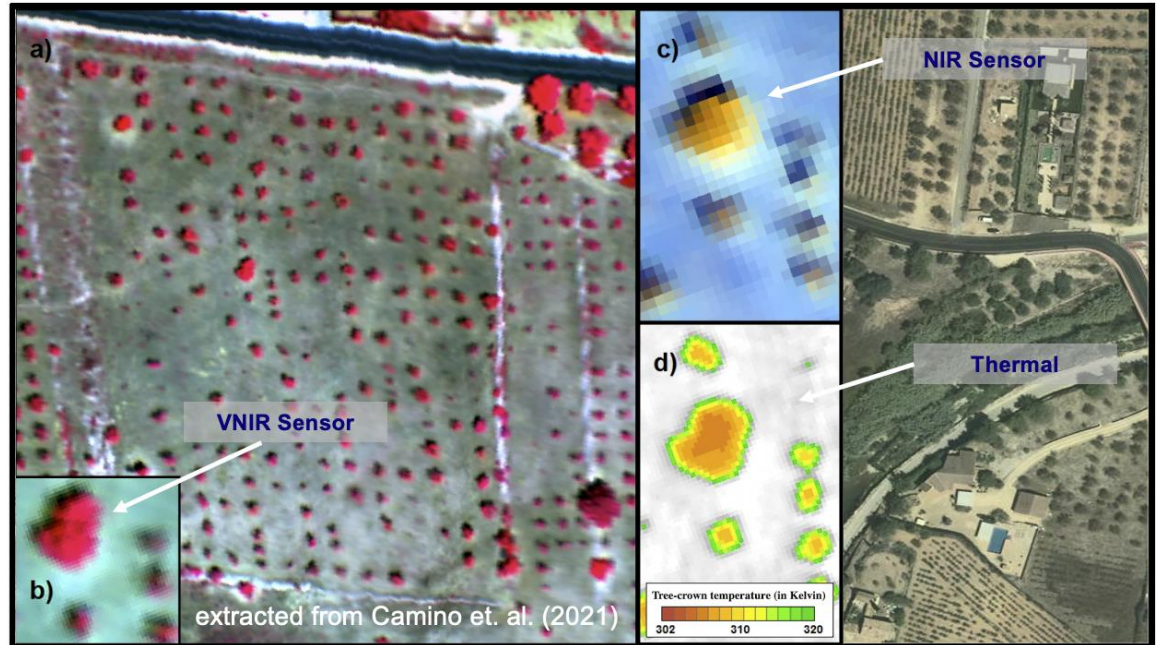 a)
c)
NIR Sensor
VNIR Sensor
d)
Thermal
b)
extracted from Camino et. al. (2021)
Tree-crown temperature (in Kelvin)
302 310 320